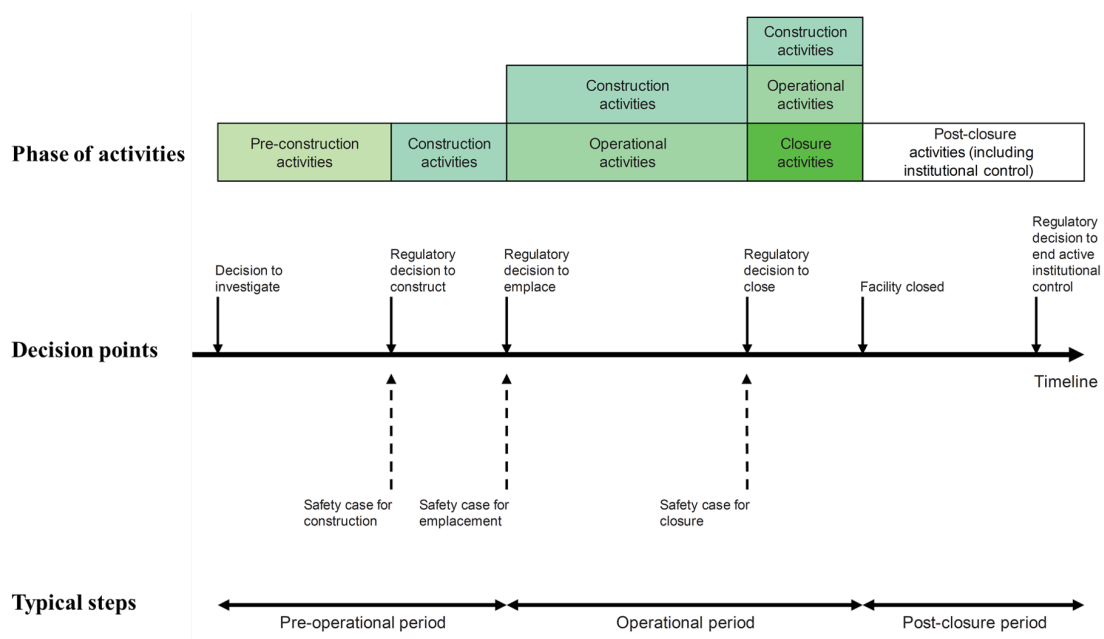 Phase of activities
Construction
activities
Construction
activities
Operational
activities
Pre-construction
activities
Construction
activities
Operational
activities
Closure
activities
Post-closure
activities (including
institutional control)
Decision points
Decision to
investigate
Regulatory
decision to
construct
Regulatory
decision to
emplace
Regulatory
decision to
close
Facility closed
Regulatory
decision to
end active
institutional
control
Timeline
Safety case for
construction
Safety case for
emplacement
Safety case for
closure
Typical steps
Pre-operational period
Operational period
Post-closure period